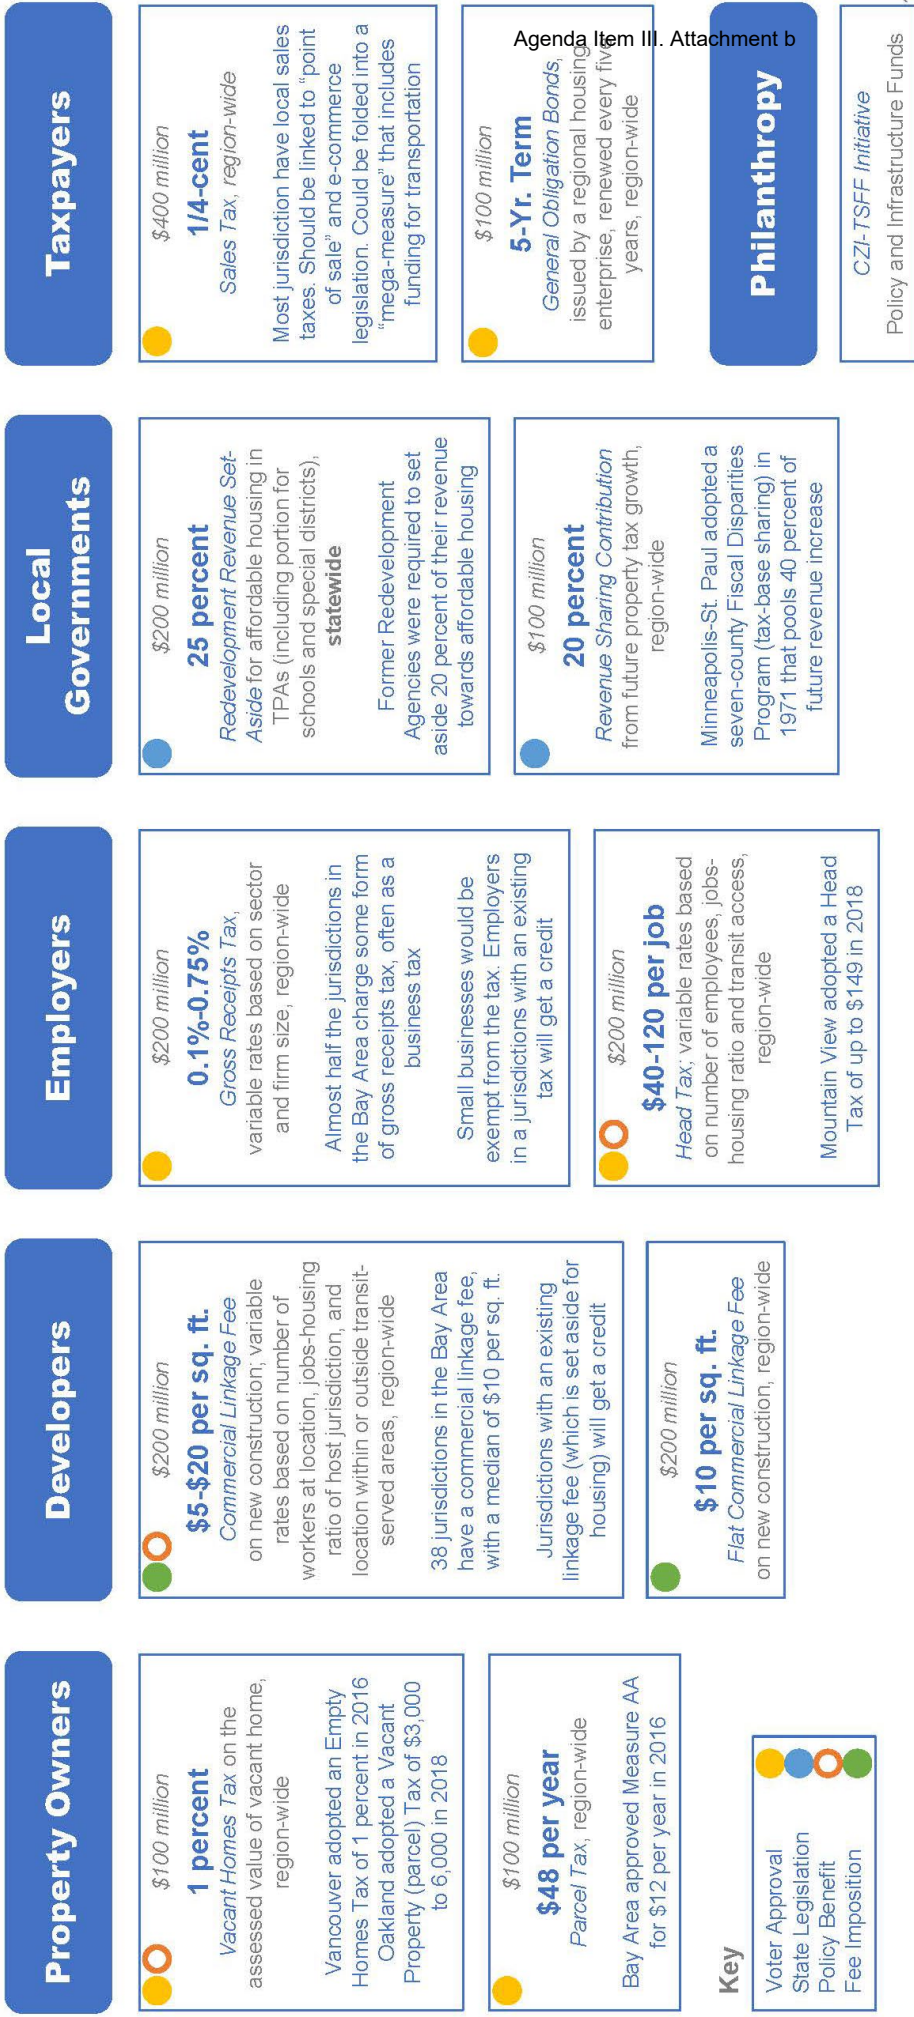 Agenda Item III. Attachment b
Property Owners
$100 million
1 percent
Vacant Homes Tax on the
assessed value of vacant home,
region-wide
Vancouver adopted an Empty
Homes Tax of 1 percent in 2016
Oakland adopted a Vacant
Property (parcel) Tax of $3,000
to 6,000 in 2018
$100 million
$48 per year
Parcel Tax, region-wide
Bay Area approved Measure AA
for $12 per year in 2016
Key
Voter Approval
State Legislation
Policy Benefit
Fee Imposition
Developers
$200 million
$5-$20 per sq. ft.
Commercial Linkage Fee
on new construction; variable
rates based on number of
workers at location, jobs-housing
ratio of host jurisdiction, and
location within or outside transit-
served areas, region-wide
38 jurisdictions in the Bay Area
have a commercial linkage fee,
with a median of $10 per sq. ft.
Jurisdictions with an existing
linkage fee (which is set aside for
housing) will get a credit
$200 million
$10 per sq. ft.
Flat Commercial Linkage Fee
on new construction, region-wide
Employers
$200 million
0.1%-0.75%
Gross Receipts Tax,
variable rates based on sector
and firm size, region-wide
Almost half the jurisdictions in
the Bay Area charge some form
of gross receipts tax, often as a
business tax
Small businesses would be
exempt from the tax. Employers
in a jurisdictions with an existing
tax will get a credit
$200 million
$40-120 per job
Head Tax; variable rates based
on number of employees, jobs-
housing ratio and transit access,
region-wide
Mountain View adopted a Head
Tax of up to $149 in 2018
Local
Governments
$200 million
25 percent
Redevelopment Revenue Set-
Aside for affordable housing in
TPAs (including portion for
schools and special districts),
statewide
Former Redevelopment
Agencies were required to set
aside 20 percent of their revenue
towards affordable housing
$100 million
20 percent
Revenue Sharing Contribution
from future property tax growth,
region-wide
Minneapolis-St. Paul adopted a
seven-county Fiscal Disparities
Program (tax-base sharing) in
1971 that pools 40 percent of
future revenue increase
Taxpayers
$400 million
1/4-cent
Sales Tax, region-wide
Most jurisdiction have local sales
taxes. Should be linked to “point
of sale” and e-commerce
legislation. Could be folded into a
“mega-measure” that includes
funding for transportation
$100 million
5-Yr. Term
General Obligation Bonds,
issued by a regional housing
enterprise, renewed every five
years, region-wide
Philanthropy
CZI-TSFF Initiative
Policy and Infrastructure Funds